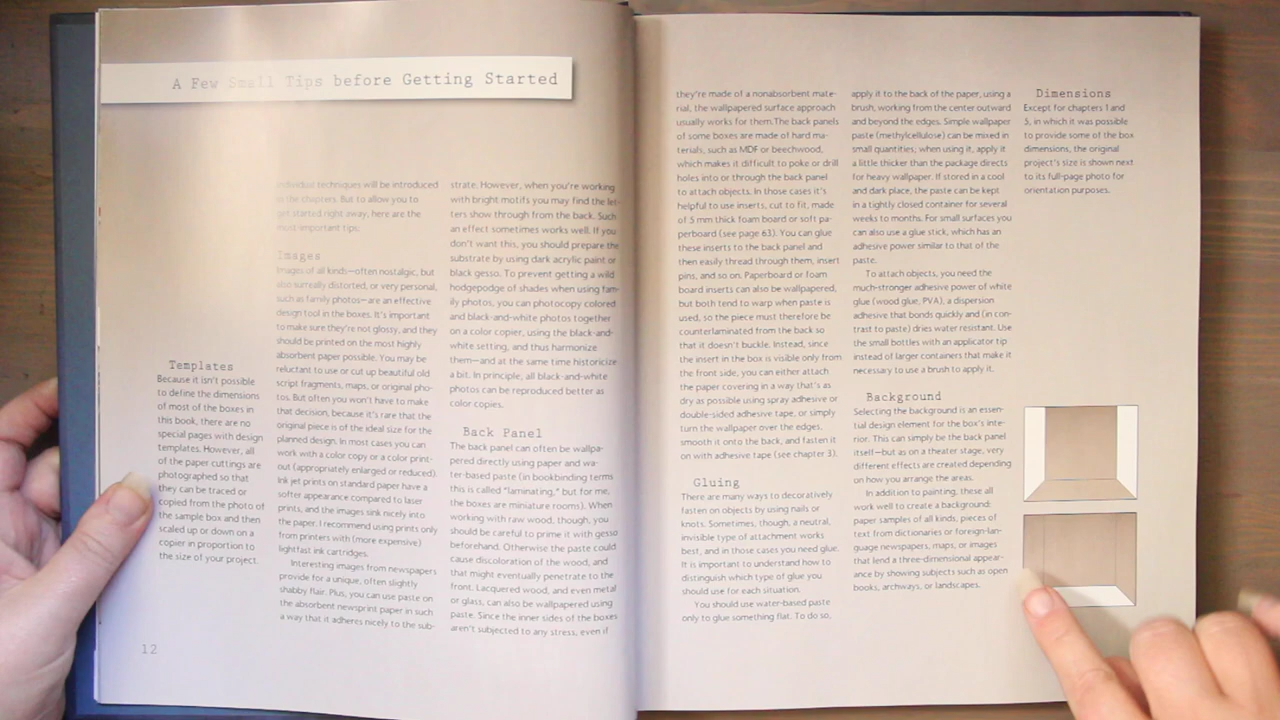 A Few Small Tips before Getting Started
Templates
Because it isn't possible
to define the dimensions
of most of the boxes in
this book, there are no
special pages with design
templates. However, all
of the paper cuttings are
photographed so that
they can be traced or
copied from the photo of
the sample box and then
scaled up or down on a
copier in proportion to
the size of your project.
12
individual techniques will be introduced
in the chapters. But to allow you to
get started right away, here are the
most important tips:
Images
Images of all kinds—often nostalgic, but
also surreally distorted, or very personal,
such as family photos—are an effective
design tool in the boxes. It's important
to make sure they're not glossy, and they
should be printed on the most highly
absorbent paper possible. You may be
reluctant to use or cut up beautiful old
script fragments, maps, or original pho-
tos. But often you won't have to make
that decision, because it's rare that the
original piece is of the ideal size for the
planned design. In most cases you can
work with a color copy or a color print-
out (appropriately enlarged or reduced).
Ink jet prints on standard paper have a
softer appearance compared to laser
prints, and the images sink nicely into
the paper. I recommend using prints only
from printers with (more expensive)
lightfast ink cartridges.
Interesting images from newspapers
provide for a unique, often slightly
shabby flair. Plus, you can use paste on
the absorbent newsprint paper in such
a way that it adheres nicely to the sub-
strate. However, when you're working
with bright motifs you may find the let-
ters show through from the back. Such
an effect sometimes works well. If you
don't want this, you should prepare the
substrate by using dark acrylic paint or
black gesso. To prevent getting a wild
hodgepodge of shades when using fam-
ily photos, you can photocopy colored
and black-and-white photos together
on a color copier, using the black-and-
white setting, and thus harmonize
them—and at the same time historicize
a bit. In principle, all black-and-white
photos can be reproduced better as
color copies.
Back Panel
The back panel can often be wallpa-
pered directly using paper and wa-
ter-based paste (in bookbinding terms
this is called "laminating," but for me,
the boxes are miniature rooms). When
working with raw wood, though, you
should be careful to prime it with gesso
beforehand. Otherwise the paste could
cause discoloration of the wood, and
that might eventually penetrate to the
front. Lacquered wood, and even metal
or glass, can also be wallpapered using
paste. Since the inner sides of the boxes
aren't subjected to any stress, even if
they're made of a nonabsorbent mate-
rial, the wallpapered surface approach
usually works for them. The back panels
of some boxes are made of hard ma-
terials, such as MDF or beechwood,
which makes it difficult to poke or drill
holes into or through the back panel
to attach objects. In those cases it's
helpful to use inserts, cut to fit, made
of 5 mm thick foam board or soft pa-
perboard (see page 63). You can glue
these inserts to the back panel and
then easily thread through them, insert
pins, and so on. Paperboard or foam
board inserts can also be wallpapered,
but both tend to warp when paste is
used, so the piece must therefore be
counterlaminated from the back so
that it doesn't buckle. Instead, since
the insert in the box is visible only from
the front side, you can either attach
the paper covering in a way that's as
dry as possible using spray adhesive or
double-sided adhesive tape, or simply
turn the wallpaper over the edges,
smooth it onto the back, and fasten it
on with adhesive tape (see chapter 3).
Gluing
There are many ways to decoratively
fasten on objects by using nails or
knots. Sometimes, though, a neutral,
invisible type of attachment works
best, and in those cases you need glue.
It is important to understand how to
distinguish which type of glue you
should use for each situation.
You should use water-based paste
only to glue something flat. To do so,
apply it to the back of the paper, using a
brush, working from the center outward
and beyond the edges. Simple wallpaper
paste (methylcellulose) can be mixed in
small quantities; when using it, apply it
a little thicker than the package directs
for heavy wallpaper. If stored in a cool
and dark place, the paste can be kept
in a tightly closed container for several
weeks to months. For small surfaces you
can also use a glue stick, which has an
adhesive power similar to that of the
paste.
To attach objects, you need the
much-stronger adhesive power of white
glue (wood glue, PVA), a dispersion
adhesive that bonds quickly and (in con-
trast to paste) dries water resistant. Use
the small bottles with an applicator tip
instead of larger containers that make it
necessary to use a brush to apply it.
Background
Selecting the background is an essen-
tial design element for the box's inte-
rior. This can simply be the back panel
itself—but as on a theater stage, very
different effects are created depending
on how you arrange the areas.
In addition to painting, these all
work well to create a background:
paper samples of all kinds, pieces of
text from dictionaries or foreign-lan-
guage newspapers, maps, or images
that lend a three-dimensional appear-
ance by showing subjects such as open
books, archways, or landscapes.
Dimensions
Except for chapters 1 and
5, in which it was possible
to provide some of the box
dimensions, the original
project's size is shown next
to its full-page photo for
orientation purposes.